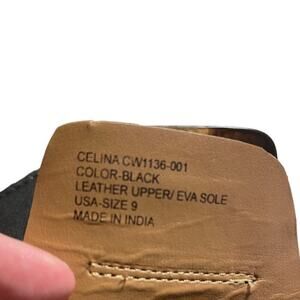 CELINA CW1136-001
COLOR-BLACK
LEATHER UPPER/ EVA SOLE
USA-SIZE 9
MADE IN INDIA